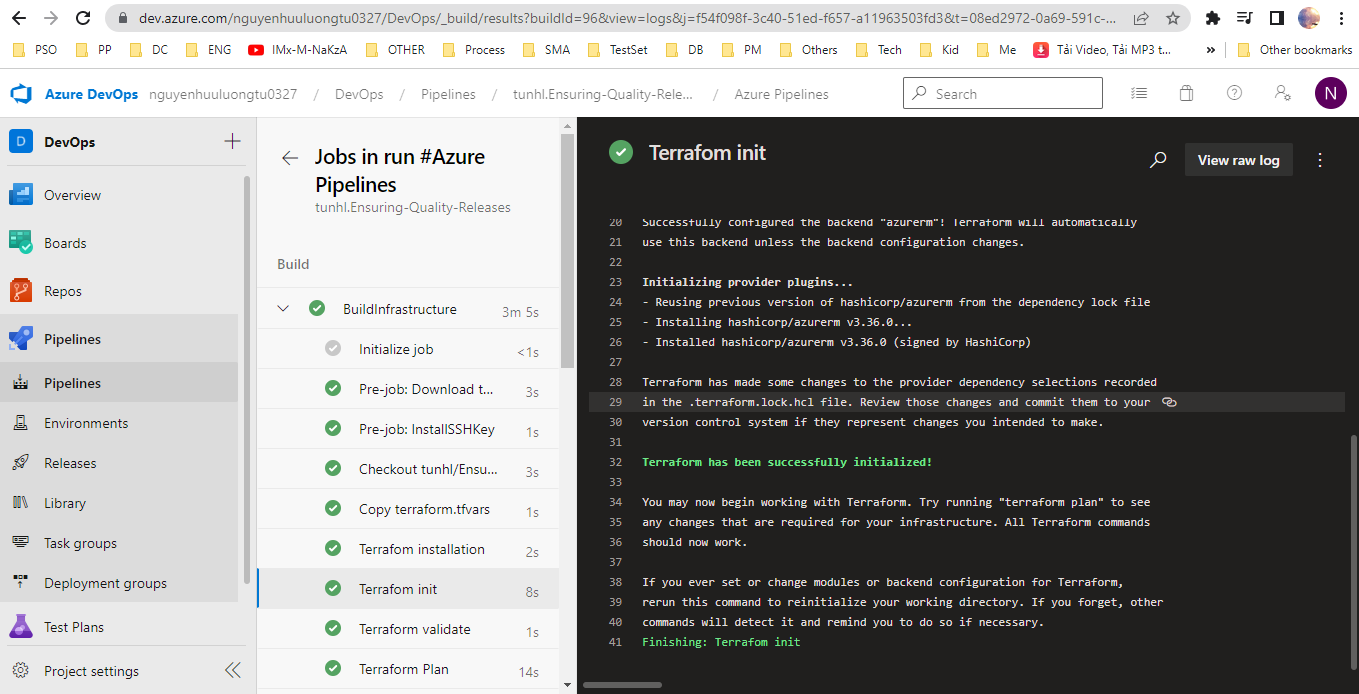 dev.azure.com/nguyenhuuluongtu0327/DevOps/_build/results?buildId=96&view=logs&j=f54f098f-3c40-51ed-f657-a11963503fd3&t=08ed2972-0a69-591c-...
PSO PP DC ENG IMx-M-NaKzA OTHER Process SMA TestSet DB PM Others Tech Kid Me Tải Video, Tải MP3 t... » Other bookmarks
Azure DevOps nguyenhuuluongtu0327 / DevOps / Pipelines / tunhl.Ensuring-Quality-Rele... / Azure Pipelines Search N
D DevOps
Overview
Boards
Repos
Pipelines
Pipelines
Environments
Releases
Library
Task groups
Deployment groups
Test Plans
Project settings
Jobs in run #Azure
Pipelines
tunhl.Ensuring-Quality-Releases
Build
BuildInfrastructure 3m 5s
Initialize job <1s
Pre-job: Download t... 3s
Pre-job: InstallSSHKey 1s
Checkout tunhl/Ensu... 3s
Copy terraform.tfvars 1s
Terrafom installation 2s
Terrafom init 8s
Terraform validate 1s
Terraform Plan 14s
Terrafom init
View raw log
20 Successfully configured the backend "azurerm"! Terraform will automatically
21 use this backend unless the backend configuration changes.
22
23 Initializing provider plugins...
24 - Reusing previous version of hashicorp/azurerm from the dependency lock file
25 - Installing hashicorp/azurerm v3.36.0...
26 - Installed hashicorp/azurerm v3.36.0 (signed by HashiCorp)
27
28 Terraform has made some changes to the provider dependency selections recorded
29 in the .terraform.lock.hcl file. Review those changes and commit them to your
30 version control system if they represent changes you intended to make.
31
32 Terraform has been successfully initialized!
33
34 You may now begin working with Terraform. Try running "terraform plan" to see
35 any changes that are required for your infrastructure. All Terraform commands
36 should now work.
37
38 If you ever set or change modules or backend configuration for Terraform,
39 rerun this command to reinitialize your working directory. If you forget, other
40 commands will detect it and remind you to do so if necessary.
41 Finishing: Terrafom init